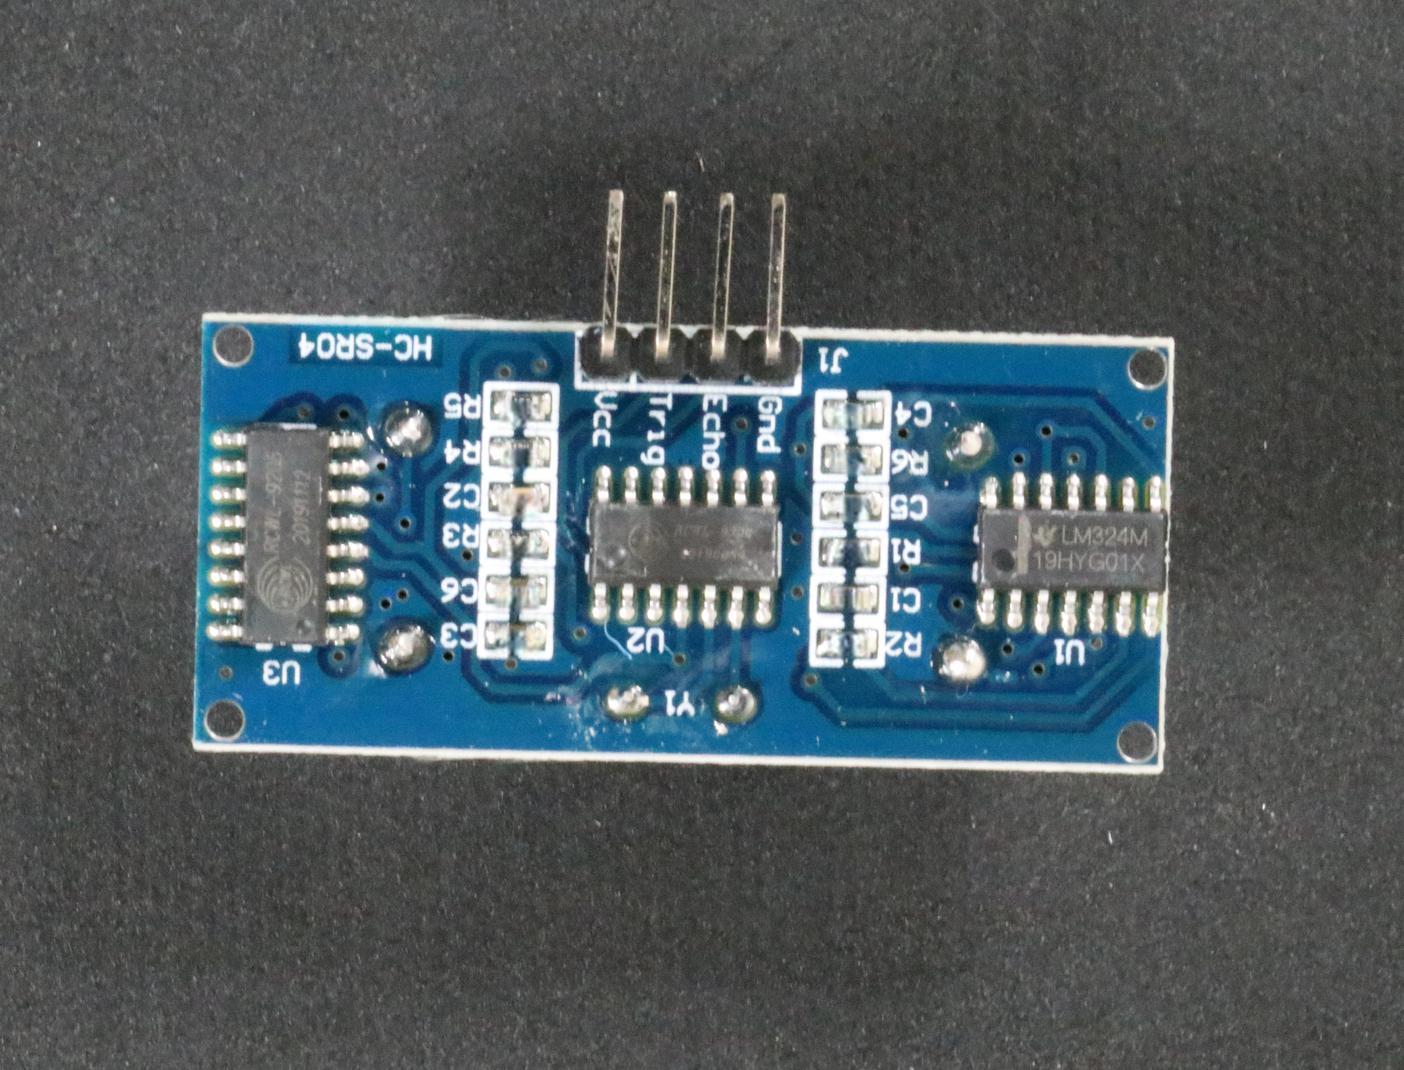 HC-SR04
J1
Vcc
Trig
Echo
Gnd
R5
R4
C2
R3
C6
C3
C4
R6
C5
R1
C1
R2
20191112
LM324M
19HYG01X
U3
U2
U1
Y1